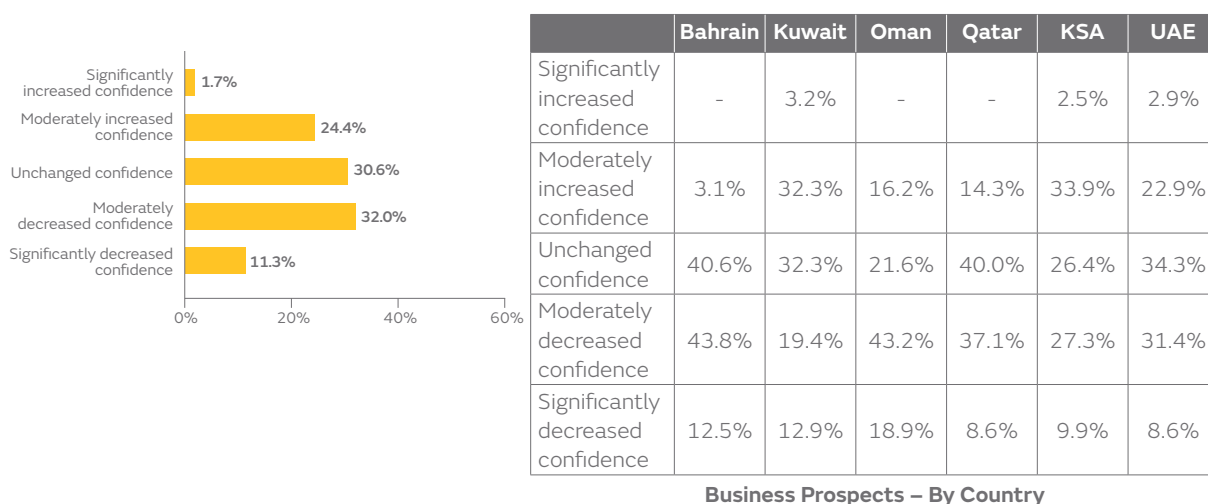 Significantly
increased confidence
1.7%
Moderately increased
confidence
24.4%
Unchanged confidence
30.6%
Moderately
decreased confidence
32.0%
Significantly decreased
confidence
11.3%
0% 20% 40% 60%
Bahrain Kuwait Oman Qatar KSA UAE
Significantly
increased
confidence
- 3.2% - - 2.5% 2.9%
Moderately
increased
confidence
3.1% 32.3% 16.2% 14.3% 33.9% 22.9%
Unchanged
confidence
40.6% 32.3% 21.6% 40.0% 26.4% 34.3%
Moderately
decreased
confidence
43.8% 19.4% 43.2% 37.1% 27.3% 31.4%
Significantly
decreased
confidence
12.5% 12.9% 18.9% 8.6% 9.9% 8.6%
Business Prospects – By Country